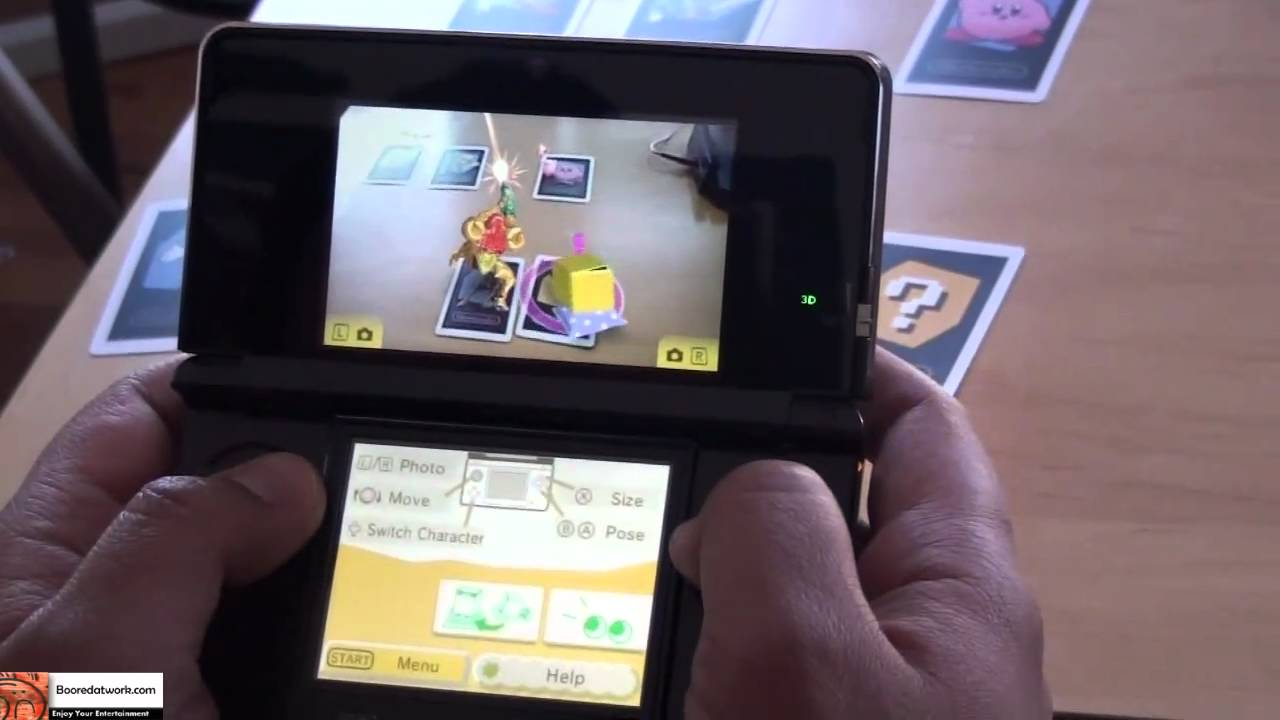 3D
L
R
L/R Photo
Move
Switch Character
X Size
B A Pose
START Menu
Help
?
Booredatwork.com
Enjoy Your Entertainment